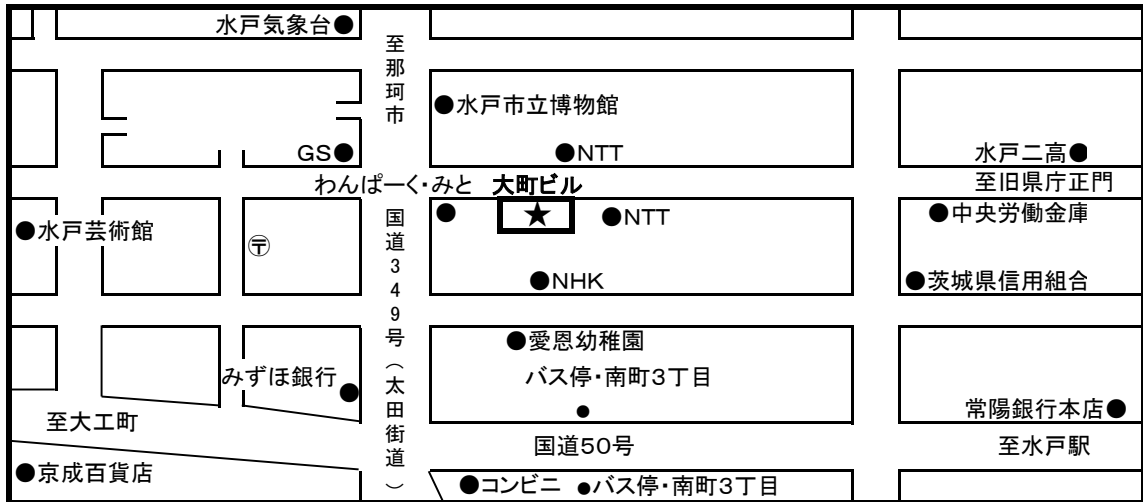 水戸気象台●
至那珂市
●水戸市立博物館
GS●
●NTT
水戸二高●
わんぱーく・みと
大町ビル
至旧県庁正門
●水戸芸術館
〶
国道349号（太田街道）
●
★
●NTT
●中央労働金庫
●NHK
●茨城県信用組合
●愛恩幼稚園
みずほ銀行●
バス停・南町3丁目
●
常陽銀行本店●
至大工町
国道50号
至水戸駅
●京成百貨店
●コンビニ
●バス停・南町3丁目